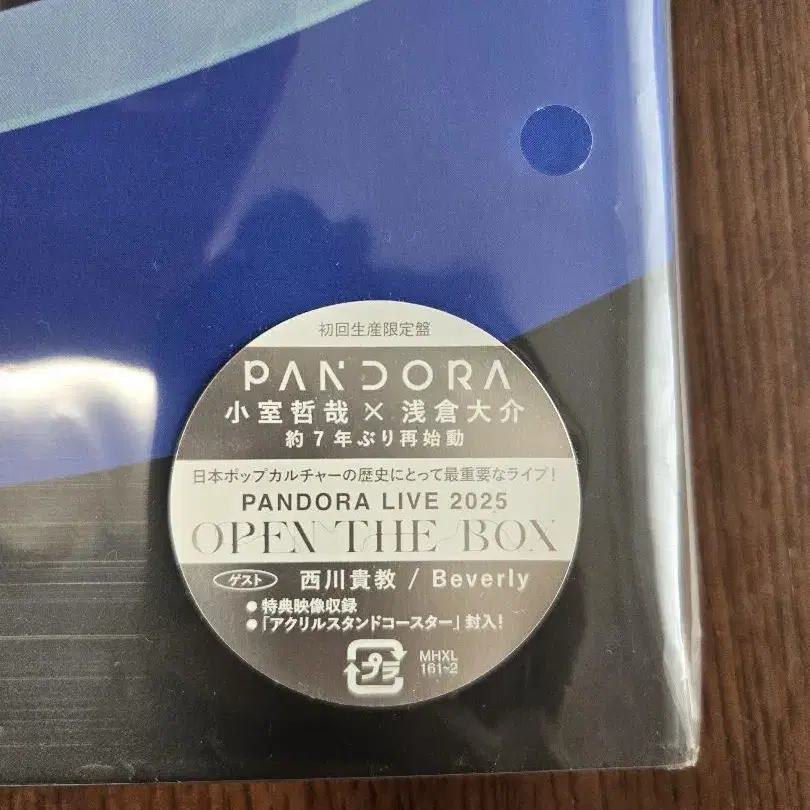 初回生産限定盤
PANDORA
小室哲哉 × 浅倉大介
約7年ぶり再始動
日本ポップカルチャーの歴史にとって最重要なライブ!
PANDORA LIVE 2025
OPEN THE BOX
ゲスト 西川貴教 / Beverly
●特典映像収録
●「アクリルスタンドコースター」封入!
プラ
MHXL
161~2